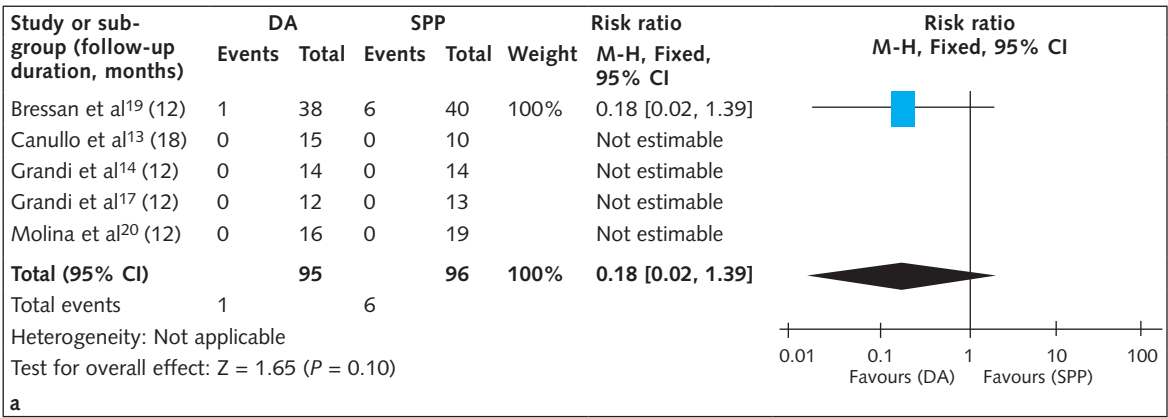 Study or sub-
group (follow-up
duration, months)
DA SPP Risk ratio Risk ratio
Events Total Events Total Weight M-H, Fixed, 95% CI
M-H, Fixed, 95% CI
Bressan et al19 (12) 1 38 6 40 100% 0.18 [0.02, 1.39]
Canullo et al13 (18) 0 15 0 10 Not estimable
Grandi et al14 (12) 0 14 0 14 Not estimable
Grandi et al17 (12) 0 12 0 13 Not estimable
Molina et al20 (12) 0 16 0 19 Not estimable
Total (95% CI) 95 96 100% 0.18 [0.02, 1.39]
Total events 1 6
Heterogeneity: Not applicable
Test for overall effect: Z = 1.65 (P = 0.10)
0.01 0.1 1 10 100
Favours (DA) Favours (SPP)
a